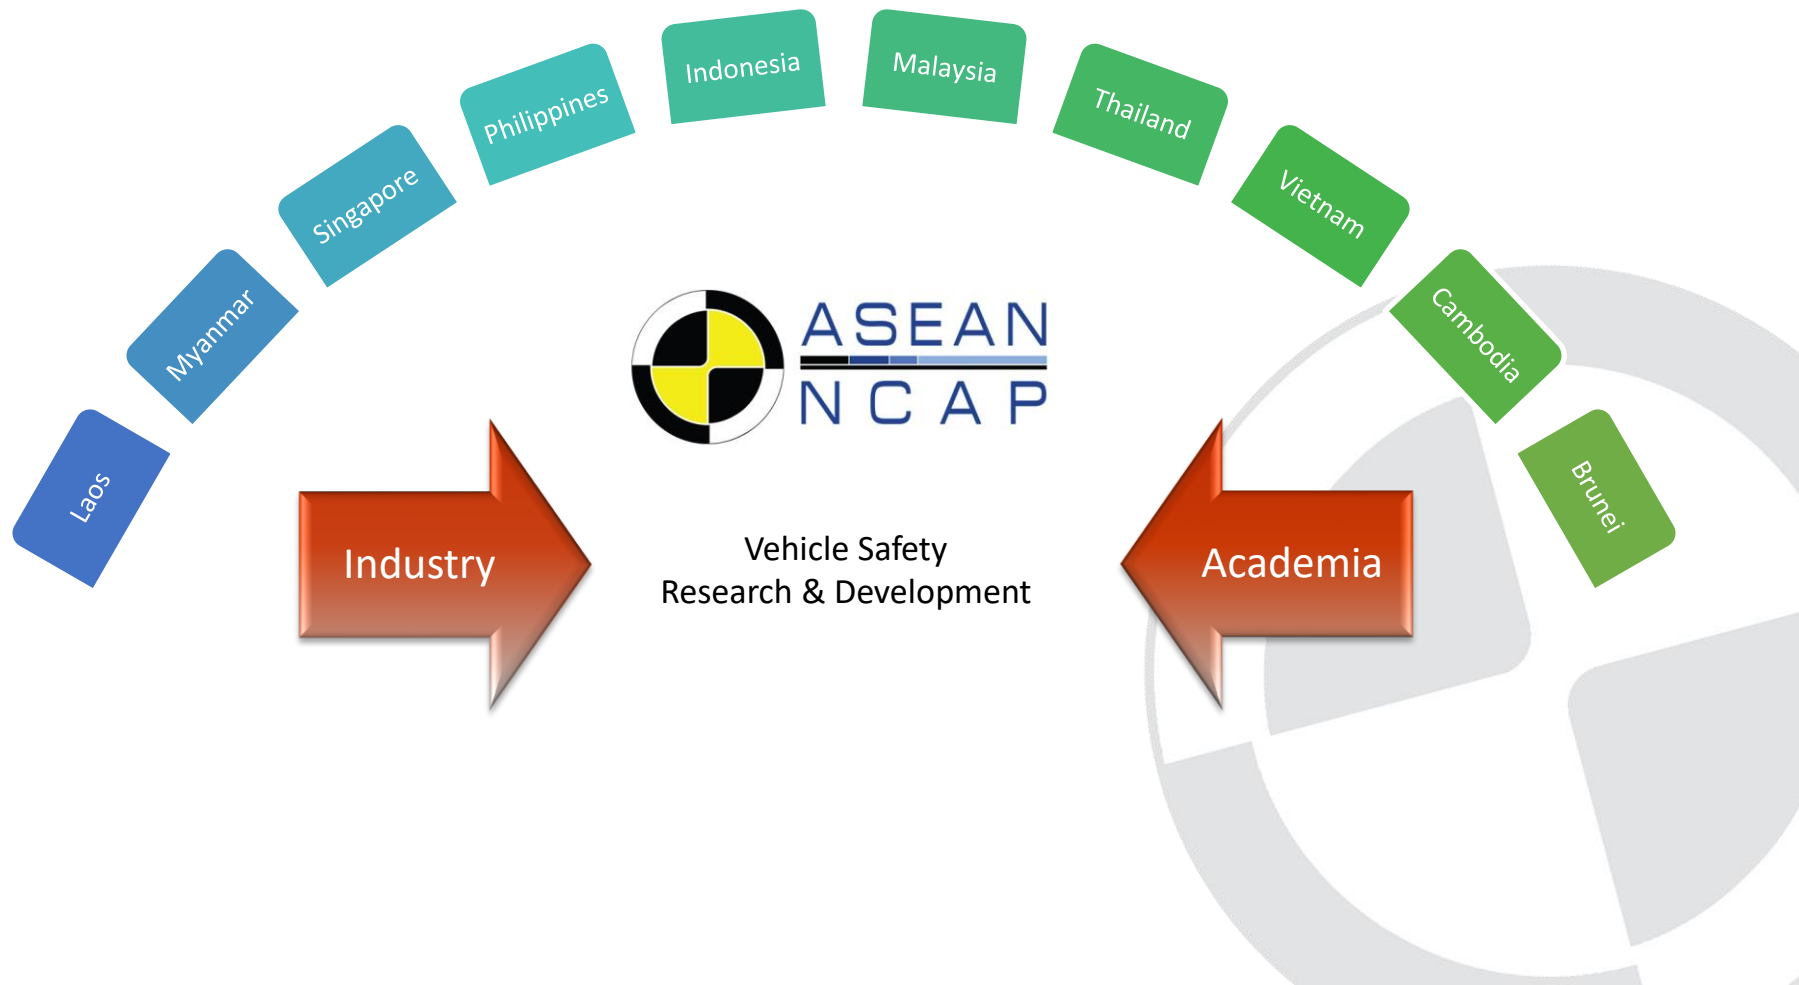 Laos
Myanmar
Singapore
Philippines
Indonesia
Malaysia
Thailand
Vietnam
Cambodia
Brunei
ASEAN
NCAP
Industry
Vehicle Safety
Research & Development
Academia